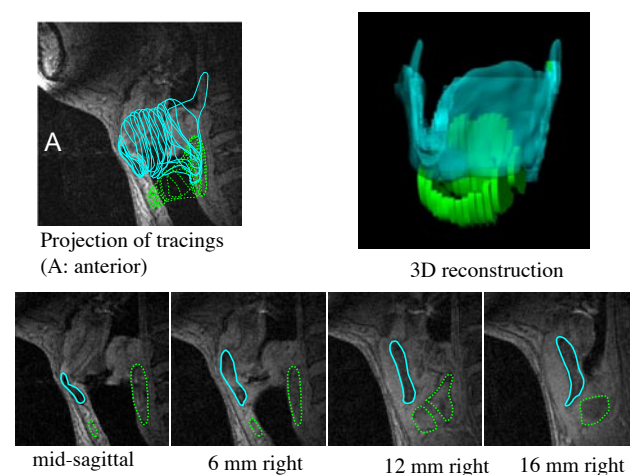 A
Projection of tracings
(A: anterior)
3D reconstruction
mid-sagittal
6 mm right
12 mm right
16 mm right